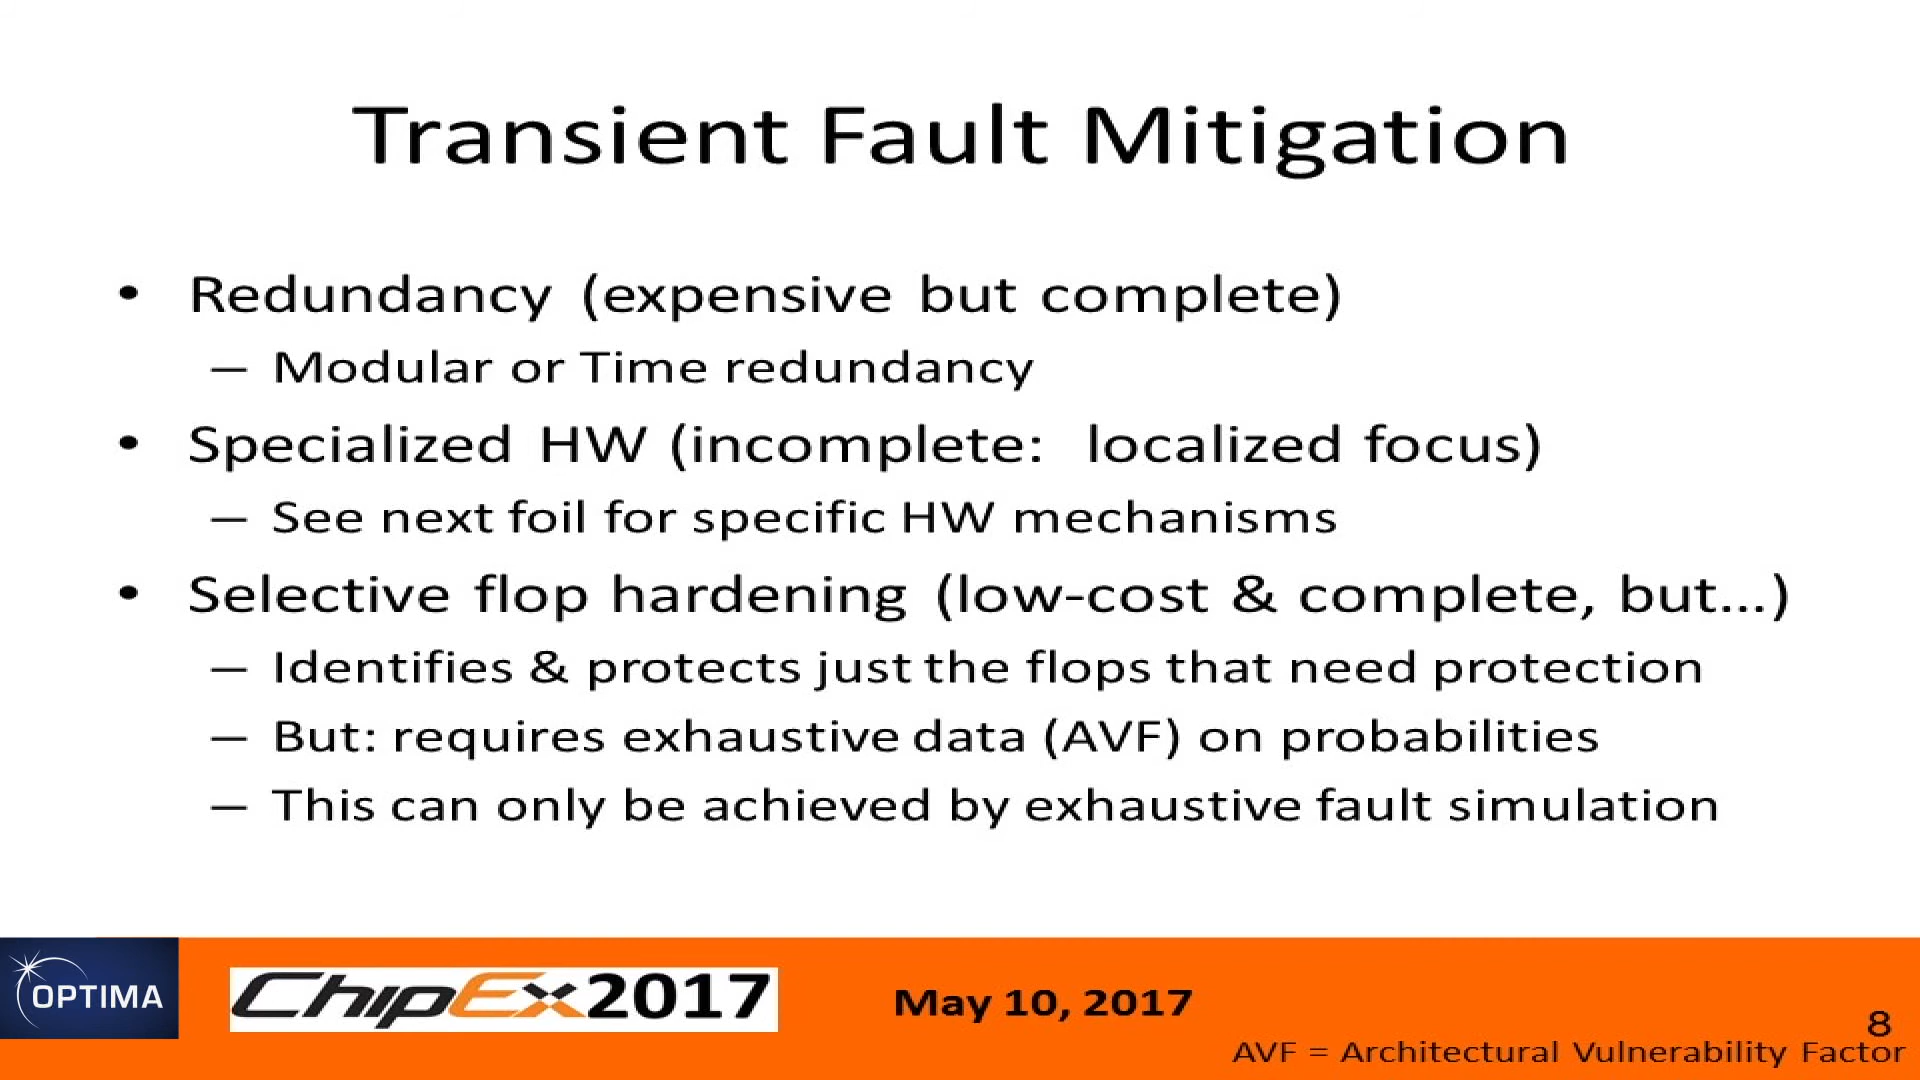 Transient Fault Mitigation
• Redundancy (expensive but complete)
– Modular or Time redundancy
• Specialized HW (incomplete: localized focus)
– See next foil for specific HW mechanisms
• Selective flop hardening (low-cost & complete, but...)
– Identifies & protects just the flops that need protection
– But: requires exhaustive data (AVF) on probabilities
– This can only be achieved by exhaustive fault simulation
OPTIMA
ChipEx2017
May 10, 2017
8
AVF = Architectural Vulnerability Factor